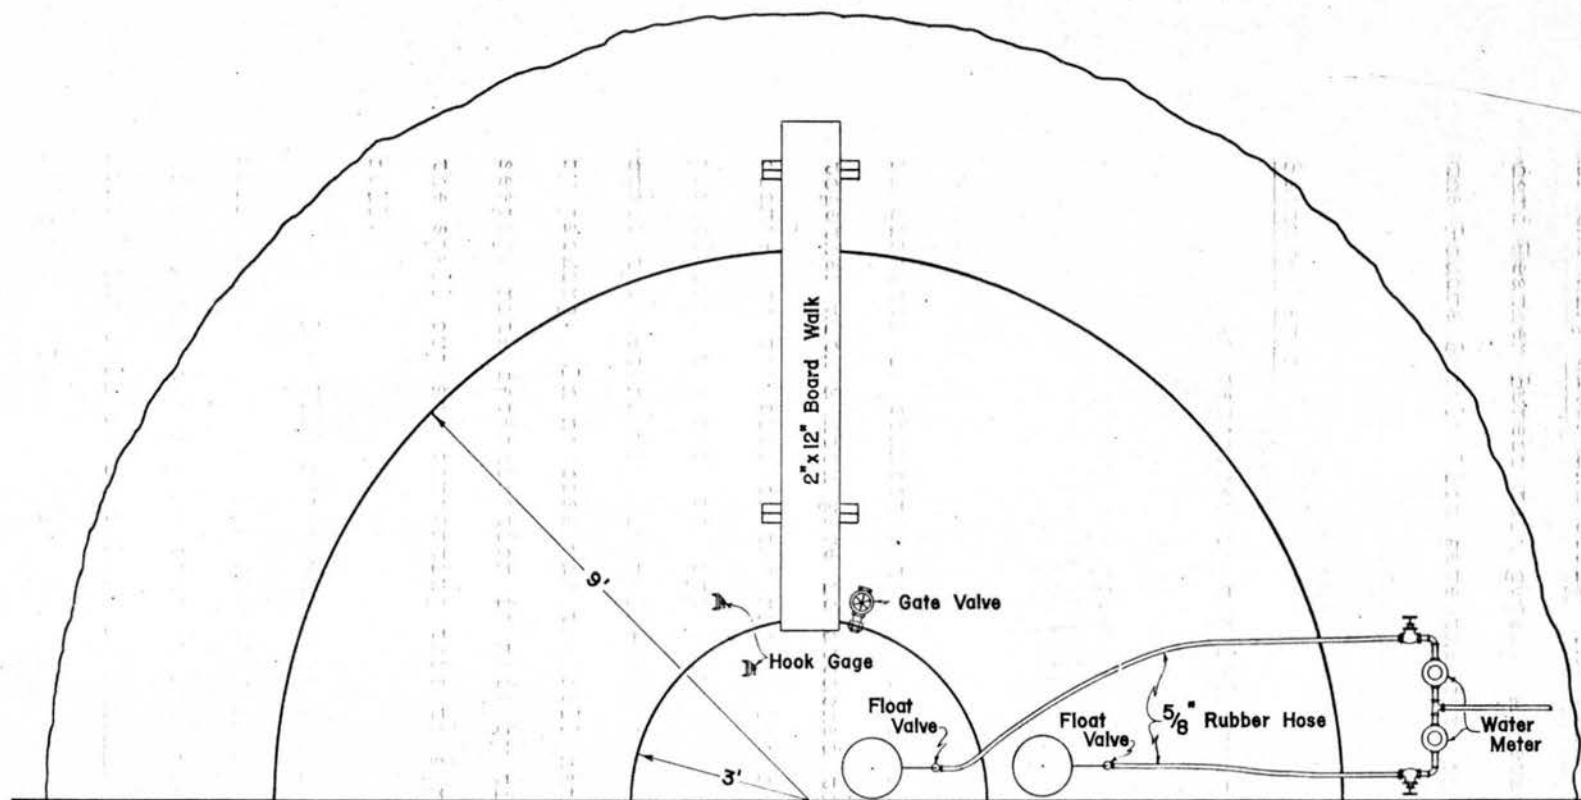 2"x12" Board Walk
9'
Gate Valve
Hook Gage
3'
Float
Valve
Float
Valve
5/8" Rubber Hose
Water
Meter